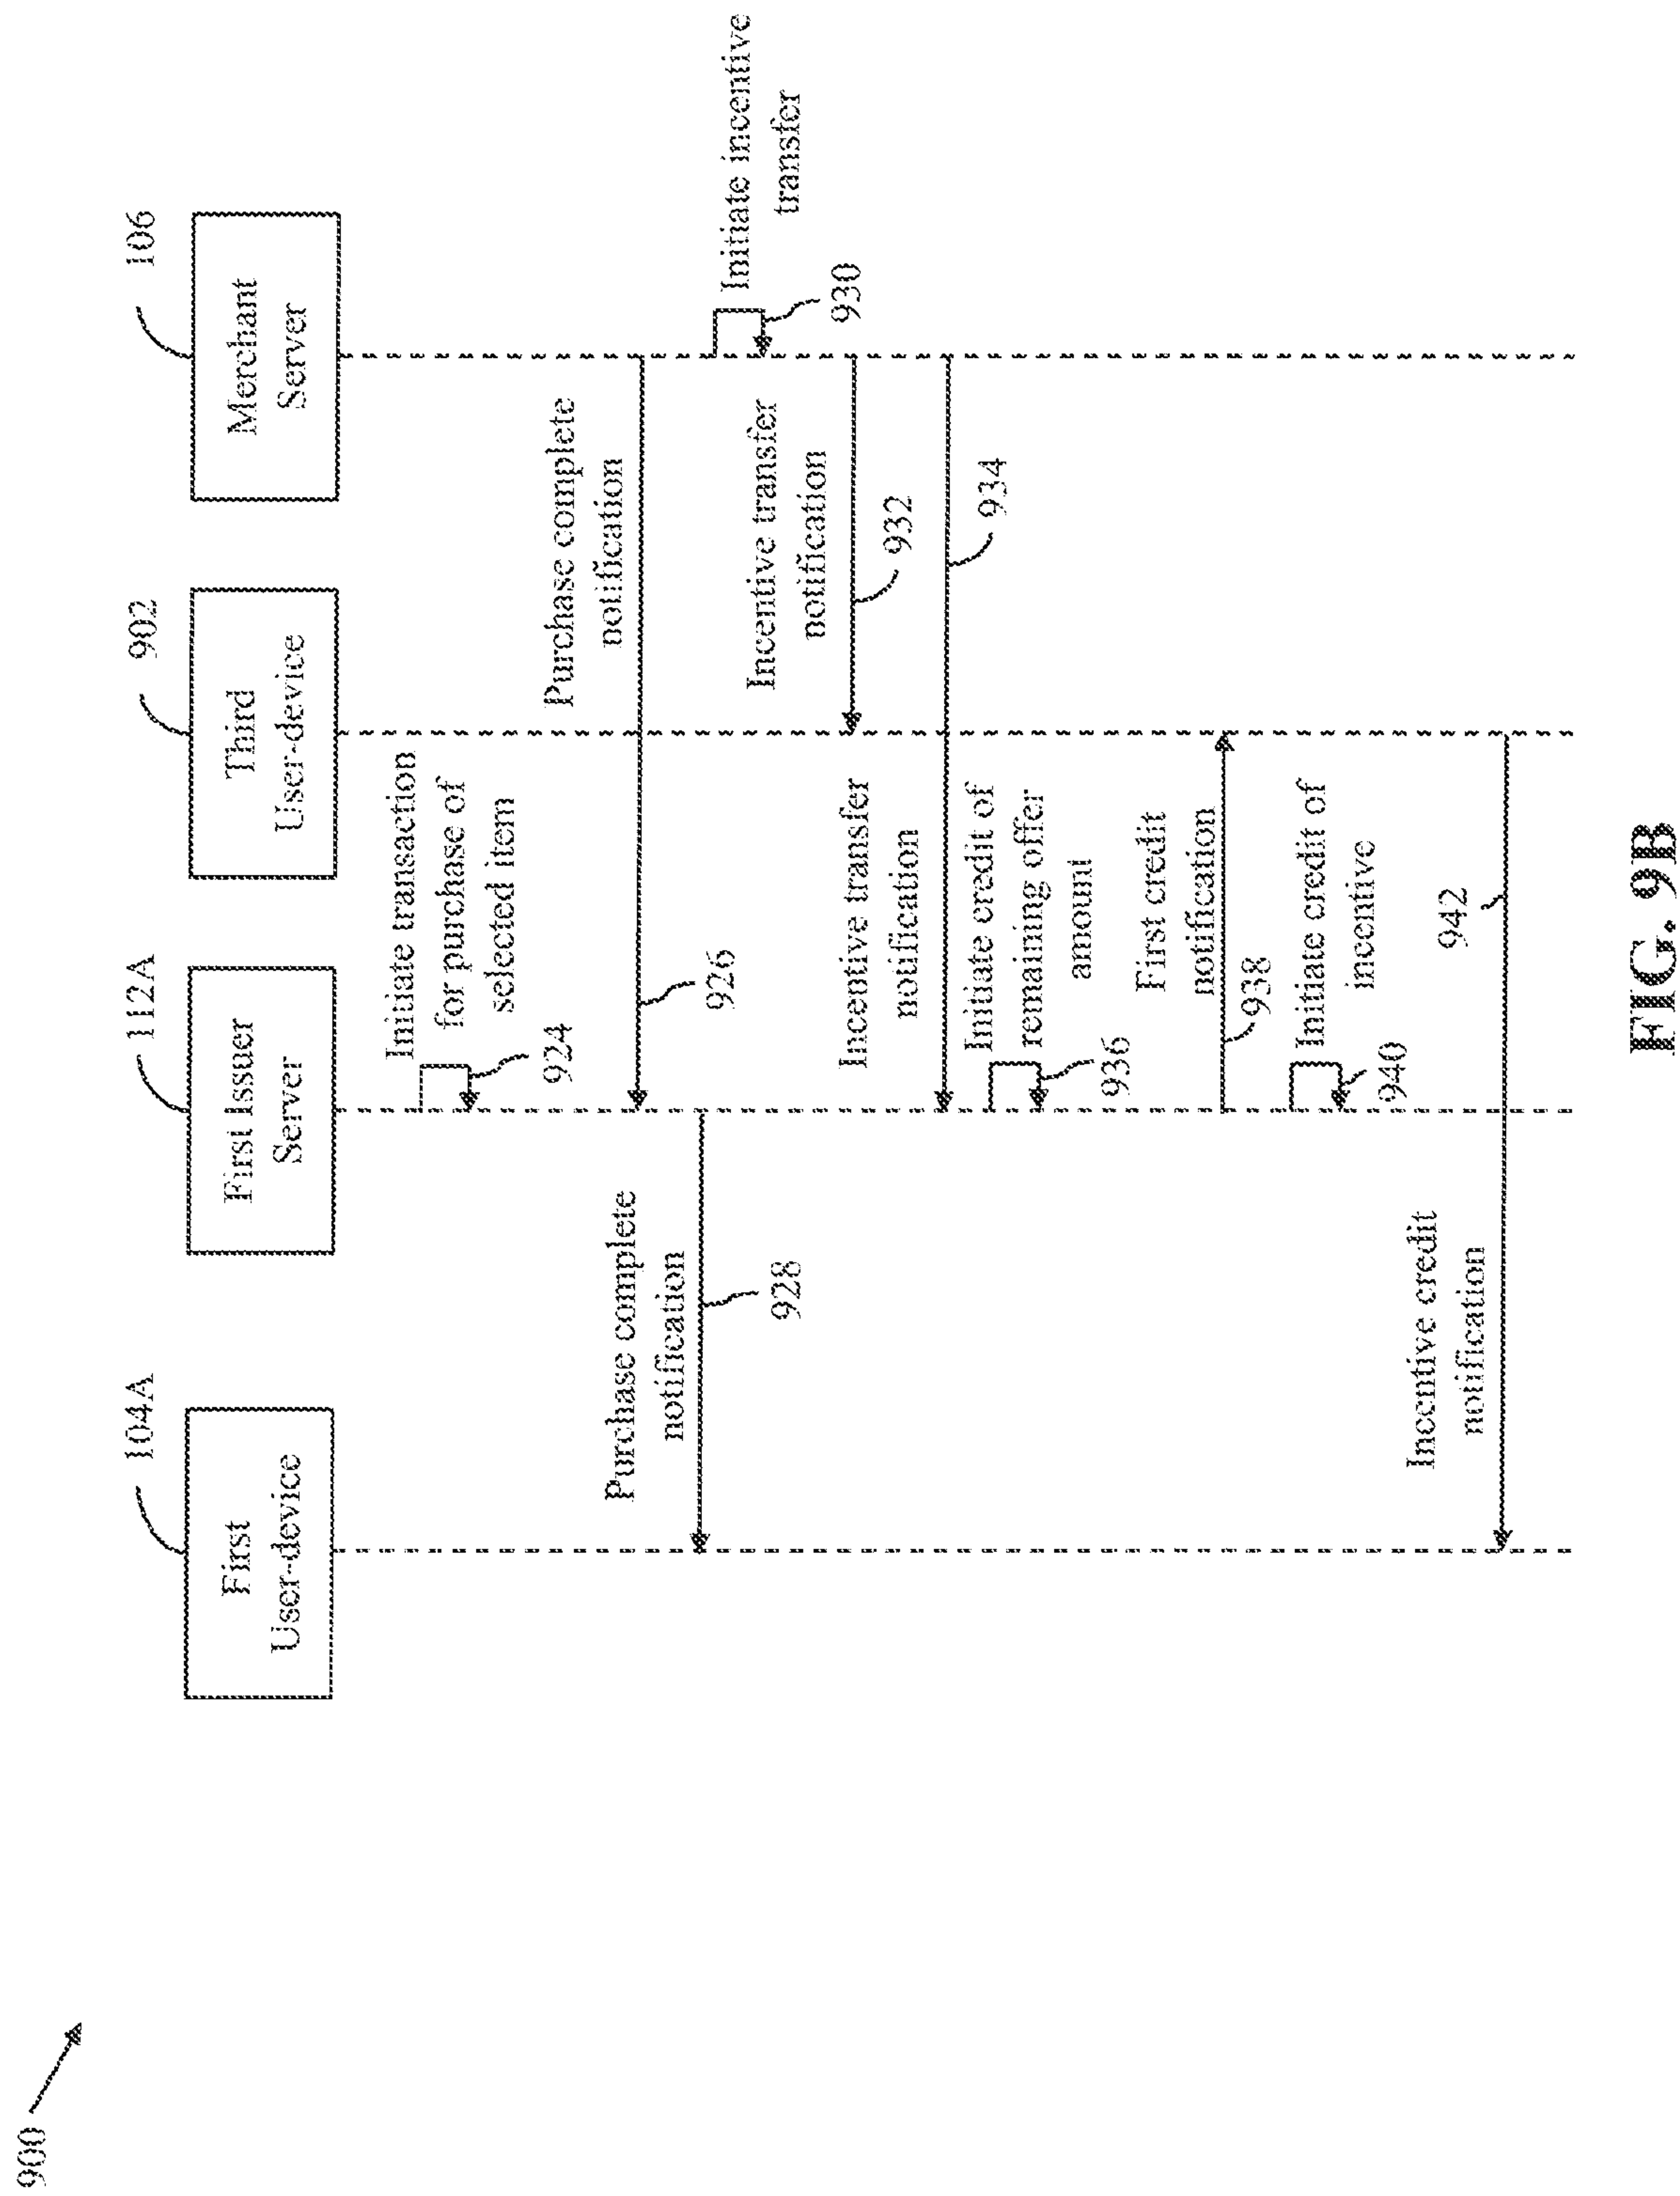 900
104A
112A
902
106
First
User-device
First Issuer
Server
Third
User-device
Merchant
Server
Initiate transaction
for purchase of
selected item
924
Purchase complete
notification
926
Purchase complete
notification
928
Initiate incentive
transfer
930
Incentive transfer
notification
932
Incentive transfer
notification
934
Initiate credit of
remaining offer
amount
936
First credit
notification
938
Initiate credit of
incentive
940
Incentive credit
notification
942
FIG. 9B